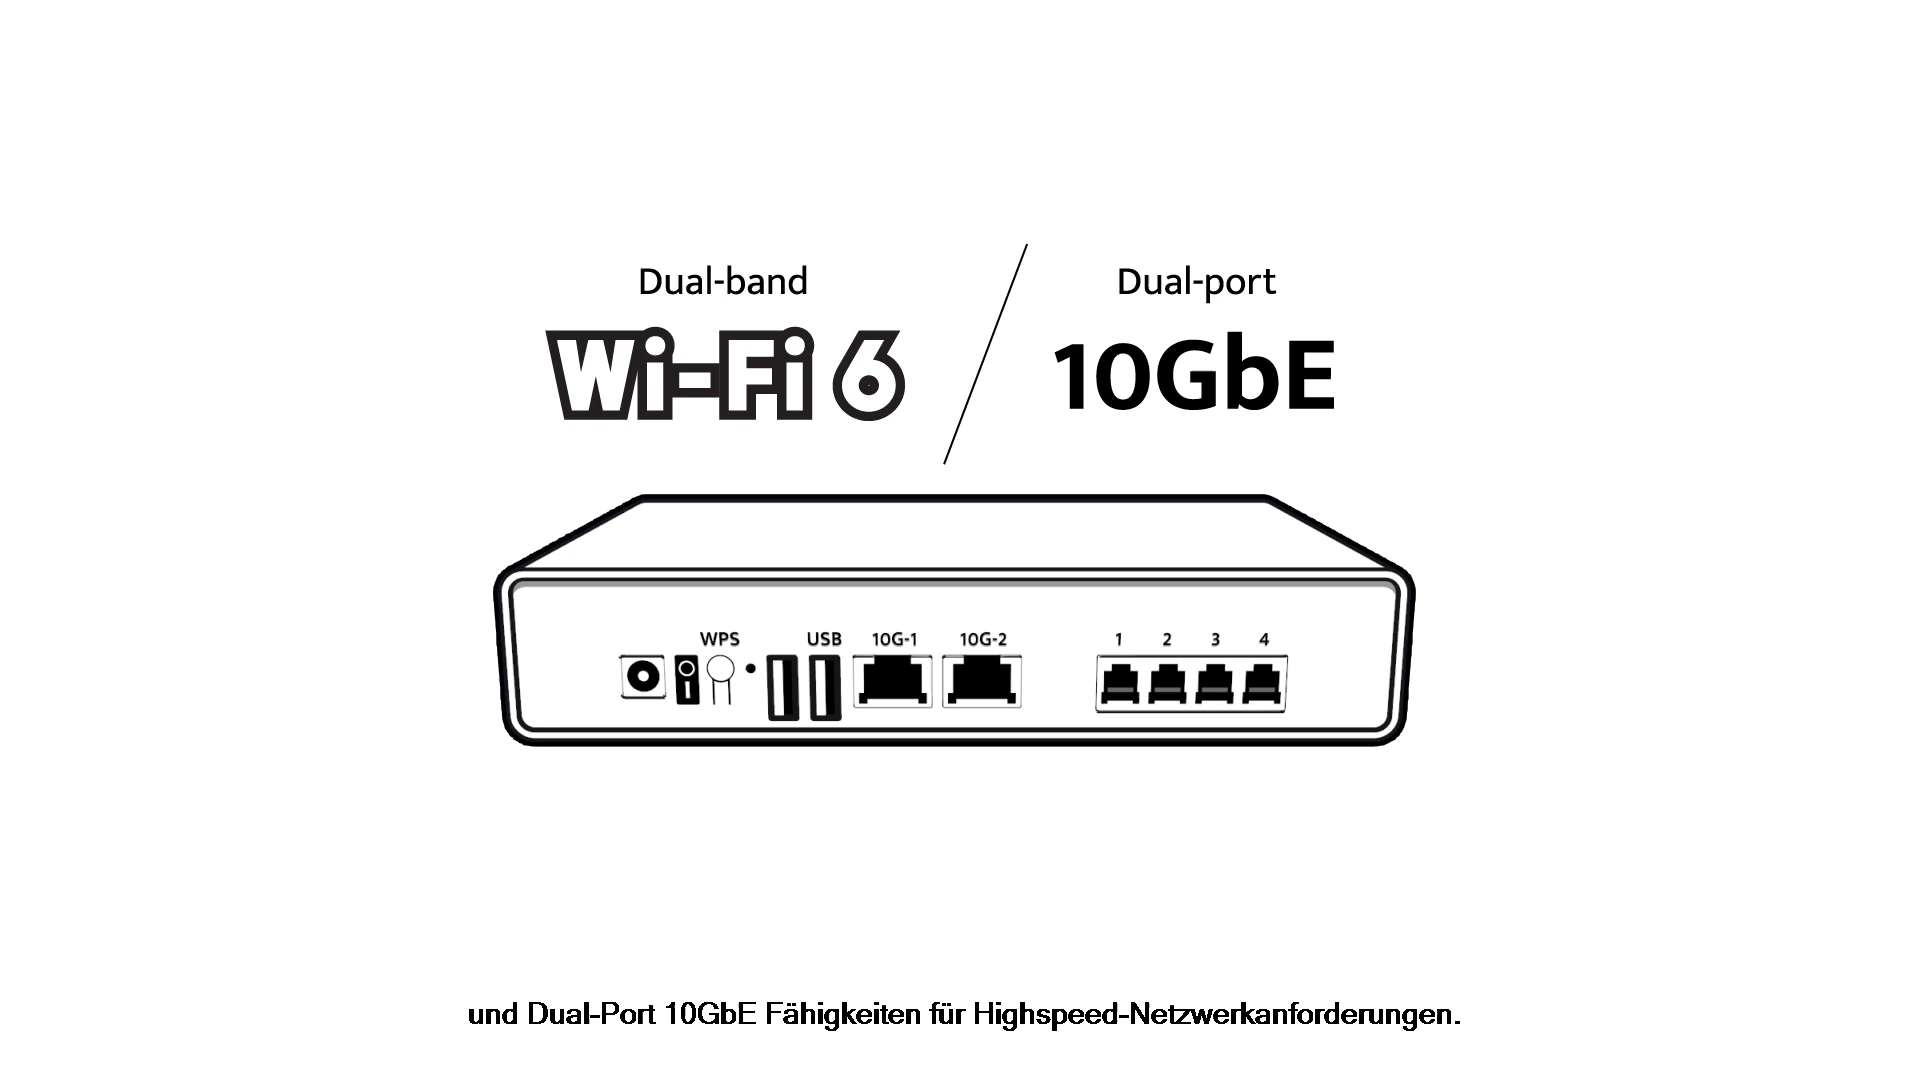 Dual-band
Wi-Fi 6
Dual-port
10GbE
WPS
USB
10G-1
10G-2
1 2 3 4
und Dual-Port 10GbE Fähigkeiten für Highspeed-Netzwerkanforderungen.